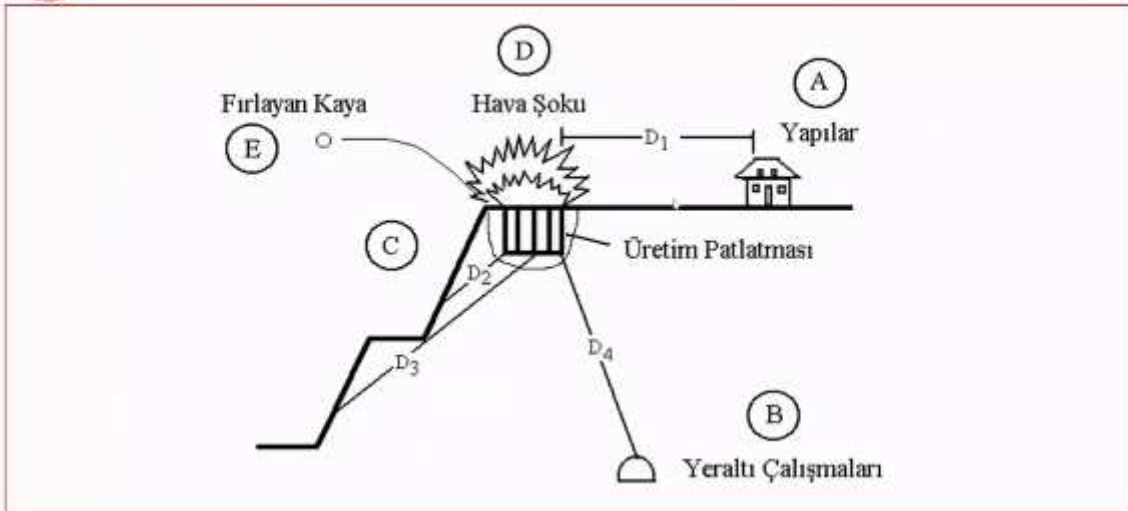 D
A
Fırlayan Kaya
Hava Şoku
Yapılar
E
D1
C
Üretim Patlatması
D2
D3
D4
B
Yeraltı Çalışmaları